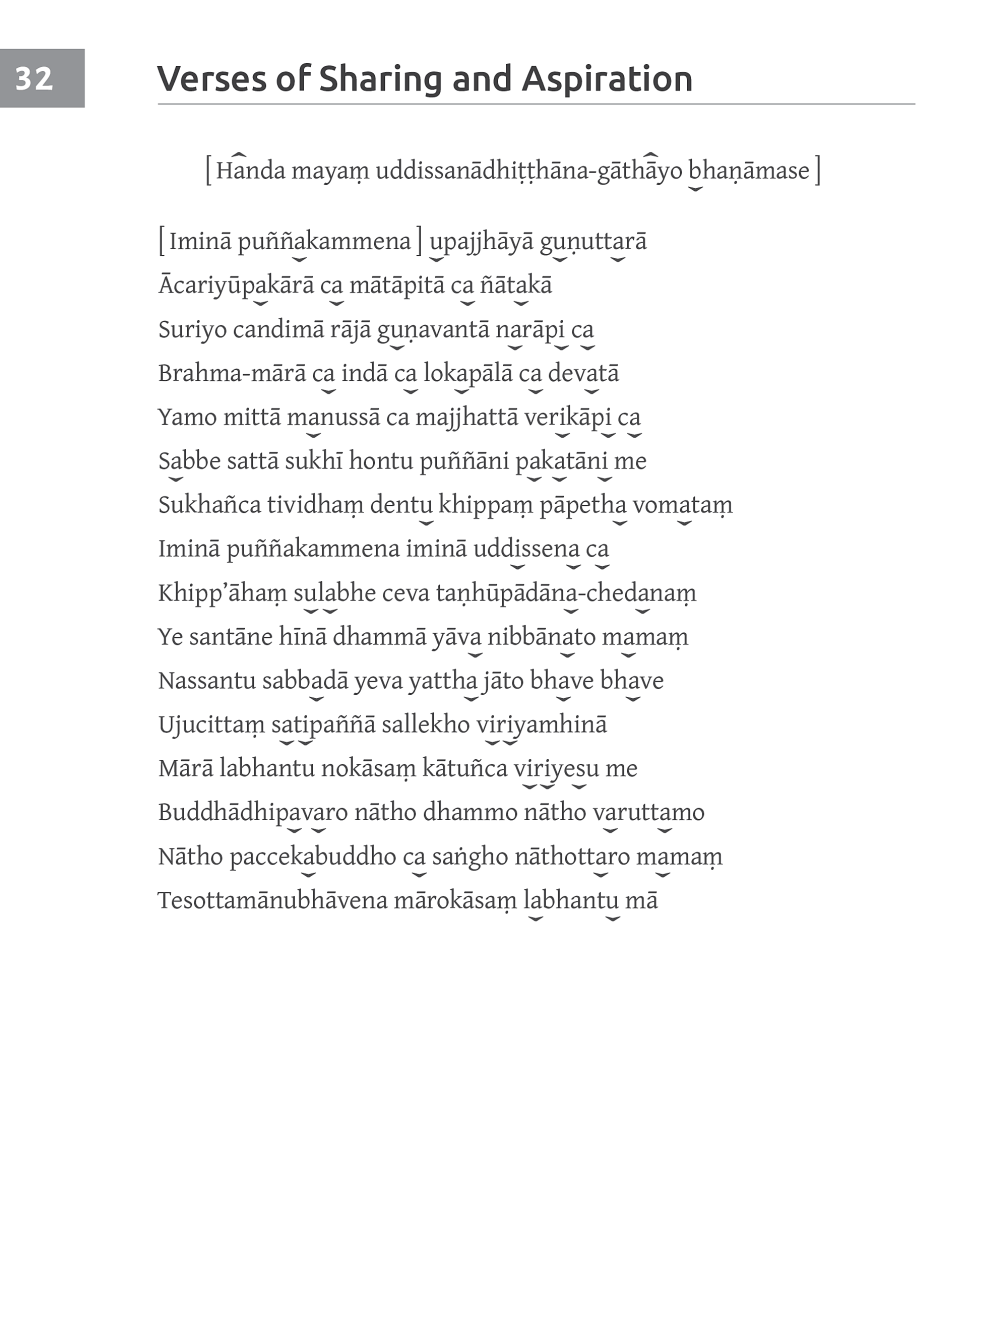 32
Verses of Sharing and Aspiration
[ Handa mayaṃ uddissanādhiṭṭhāna-gāthāyo bhaṇāmase ]
[ Iminā puññakammena ] upajjhāyā guṇuttarā
Ācariyūpakārā ca mātāpitā ca ñātakā
Suriyo candimā rājā guṇavantā narāpi ca
Brahma-mārā ca indā ca lokapālā ca devatā
Yamo mittā manussā ca majjhattā verikāpi ca
Sabbe sattā sukhī hontu puññāni pakatāni me
Sukhañca tividhaṃ dentu khippaṃ pāpetha vomataṃ
Iminā puññakammena iminā uddissena ca
Khipp’āhaṃ sulabhe ceva taṇhūpādāna-chedanaṃ
Ye santāne hīnā dhammā yāva nibbānato mamaṃ
Nassantu sabbadā yeva yattha jāto bhave bhave
Ujucittaṃ satipaññā sallekho viriyamhinā
Mārā labhantu nokāsaṃ kātuñca viriyesu me
Buddhādhipavaro nātho dhammo nātho varuttamo
Nātho paccekabuddho ca saṅgho nāthottaro mamaṃ
Tesottamānubhāvena mārokāsaṃ labhantu mā